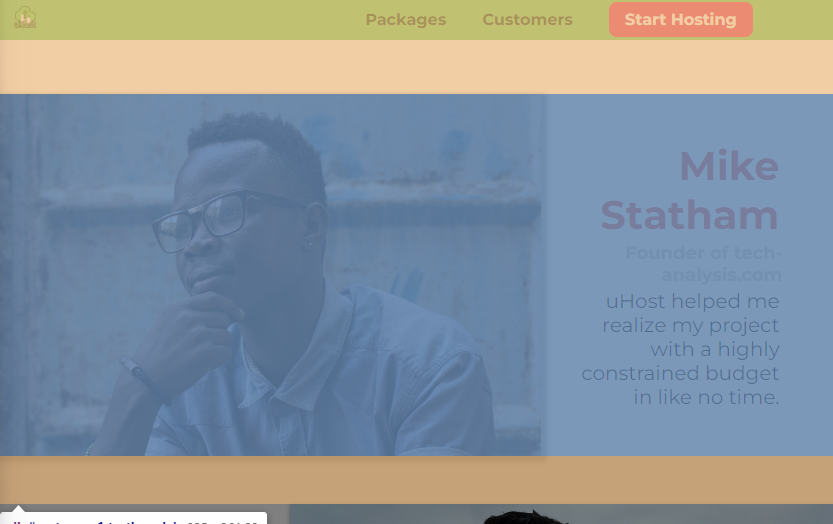 Packages Customers Start Hosting
Mike
Statham
Founder of tech-
analysis.com
uHost helped me
realize my project
with a highly
constrained budget
in like no time.